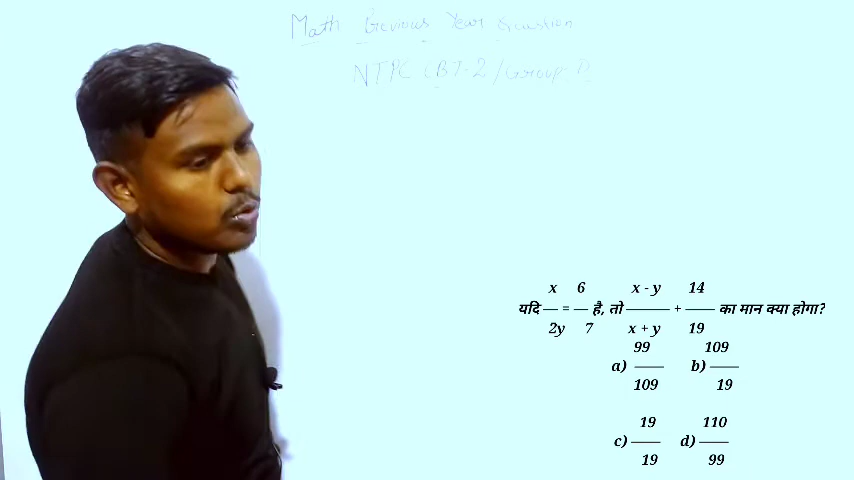 Math Previous Year Question
NTPC CBT-2 / Group-D
यदि x/2y = 6/7 है, तो (x - y)/(x + y) + 14/19 का मान क्या होगा?
a) 99/109 b) 109/19
c) 19/19 d) 110/99